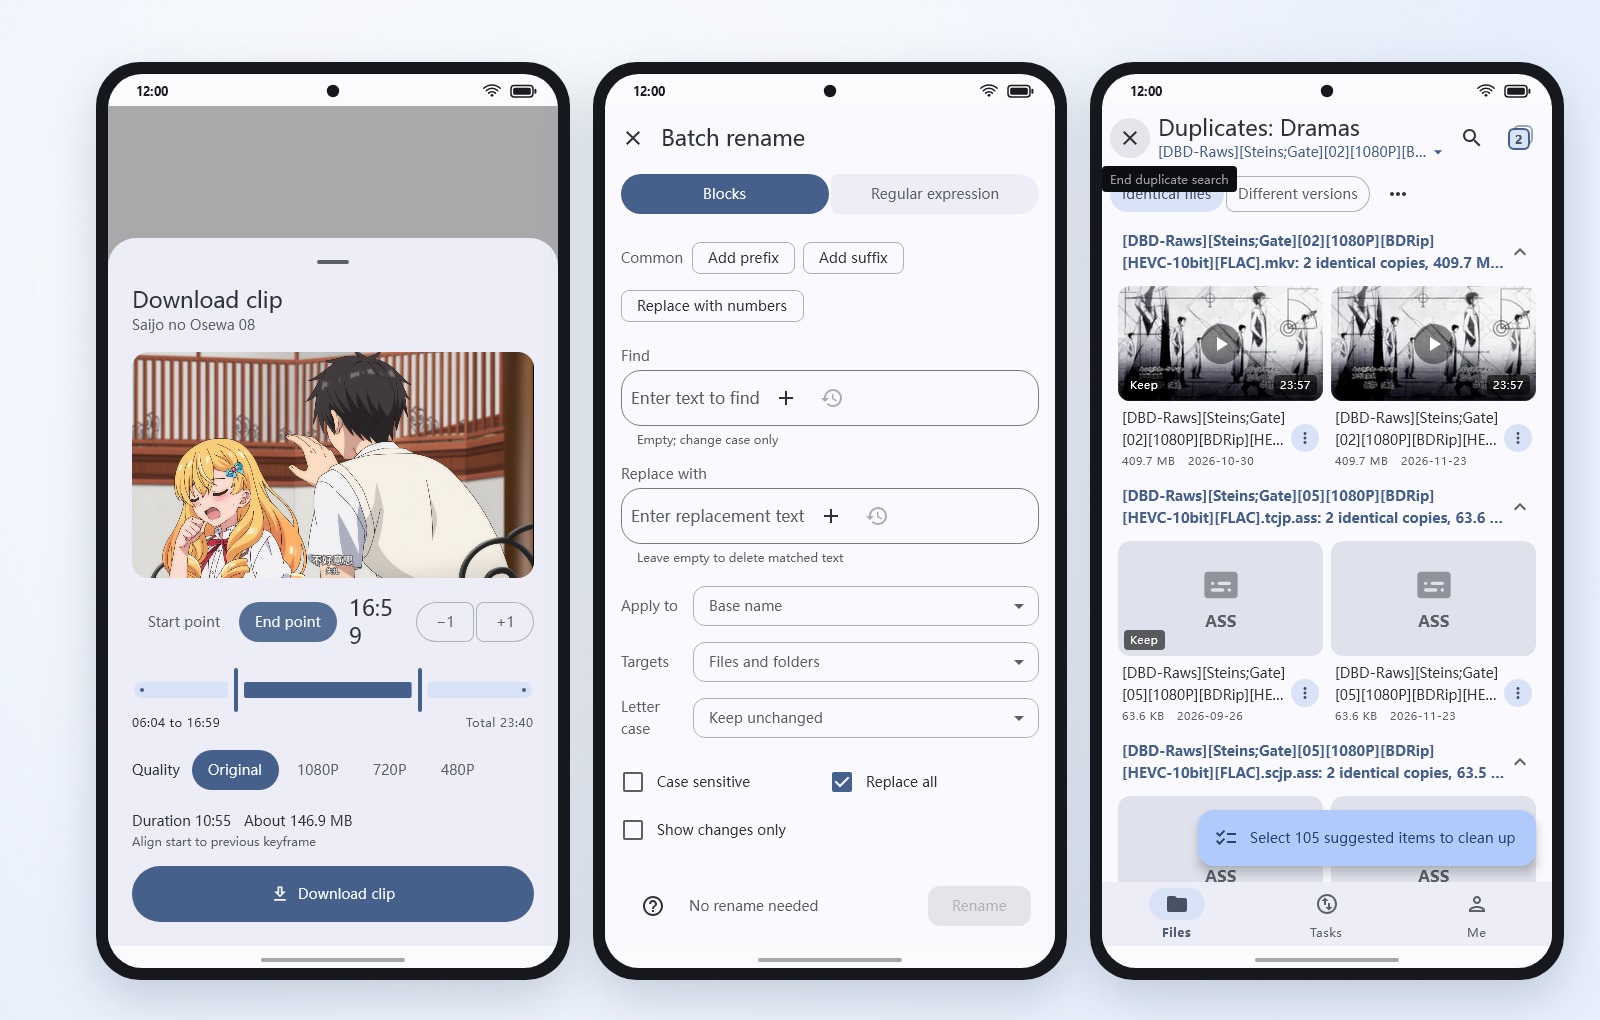 12:00
Download clip
Saijo no Osewa 08
不好意思
失礼
Start point
End point
16:5
9
−1
+1
06:04 to 16:59
Total 23:40
Quality
Original
1080P
720P
480P
Duration 10:55 About 146.9 MB
Align start to previous keyframe
Download clip
12:00
Batch rename
Blocks
Regular expression
Common
Add prefix
Add suffix
Replace with numbers
Find
Enter text to find
Empty; change case only
Replace with
Enter replacement text
Leave empty to delete matched text
Apply to
Base name
Targets
Files and folders
Letter
case
Keep unchanged
Case sensitive
Replace all
Show changes only
No rename needed
Rename
12:00
Duplicates: Dramas
[DBD-Raws][Steins;Gate][02][1080P][B...
2
End duplicate search
Identical files
Different versions
[DBD-Raws][Steins;Gate][02][1080P][BDRip]
[HEVC-10bit][FLAC].mkv: 2 identical copies, 409.7 M...
Keep
23:57
23:57
[DBD-Raws][Steins;Gate]
[02][1080P][BDRip][HE...
409.7 MB 2026-10-30
[DBD-Raws][Steins;Gate]
[02][1080P][BDRip][HE...
409.7 MB 2026-11-23
[DBD-Raws][Steins;Gate][05][1080P][BDRip]
[HEVC-10bit][FLAC].tcjp.ass: 2 identical copies, 63.6 ...
ASS
Keep
ASS
[DBD-Raws][Steins;Gate]
[05][1080P][BDRip][HE...
63.6 KB 2026-09-26
[DBD-Raws][Steins;Gate]
[05][1080P][BDRip][HE...
63.6 KB 2026-11-23
[DBD-Raws][Steins;Gate][05][1080P][BDRip]
[HEVC-10bit][FLAC].scjp.ass: 2 identical copies, 63.5 ...
Select 105 suggested items to clean up
ASS
ASS
Files
Tasks
Me